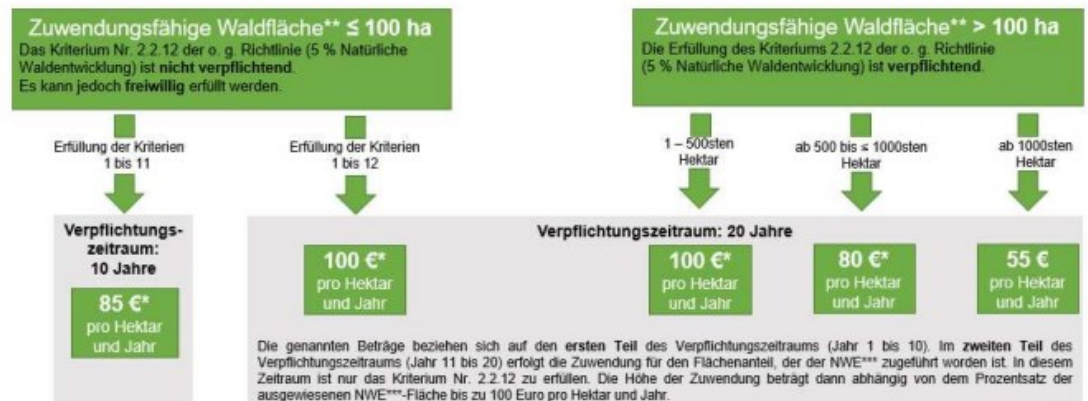 Zuwendungsfähige Waldfläche** ≤ 100 ha
Das Kriterium Nr. 2.2.12 der o. g. Richtlinie (5 % Natürliche
Waldentwicklung) ist nicht verpflichtend.
Es kann jedoch freiwillig erfüllt werden.
Zuwendungsfähige Waldfläche** > 100 ha
Die Erfüllung des Kriteriums 2.2.12 der o. g. Richtlinie
(5 % Natürliche Waldentwicklung) ist verpflichtend.
Erfüllung der Kriterien
1 bis 11
Erfüllung der Kriterien
1 bis 12
1 – 500sten
Hektar
ab 500 bis ≤ 1000sten
Hektar
ab 1000sten
Hektar
Verpflichtungs-
zeitraum:
10 Jahre
85 €*
pro Hektar
und Jahr
Verpflichtungszeitraum: 20 Jahre
100 €*
pro Hektar
und Jahr
100 €*
pro Hektar
und Jahr
80 €*
pro Hektar
und Jahr
55 €
pro Hektar
und Jahr
Die genannten Beträge beziehen sich auf den ersten Teil des Verpflichtungszeitraums (Jahr 1 bis 10). Im zweiten Teil des
Verpflichtungszeitraums (Jahr 11 bis 20) erfolgt die Zuwendung für den Flächenanteil, der der NWE*** zugeführt worden ist. In diesem
Zeitraum ist nur das Kriterium Nr. 2.2.12 zu erfüllen. Die Höhe der Zuwendung beträgt dann abhängig von dem Prozentsatz der
ausgewiesenen NWE***-Fläche bis zu 100 Euro pro Hektar und Jahr.